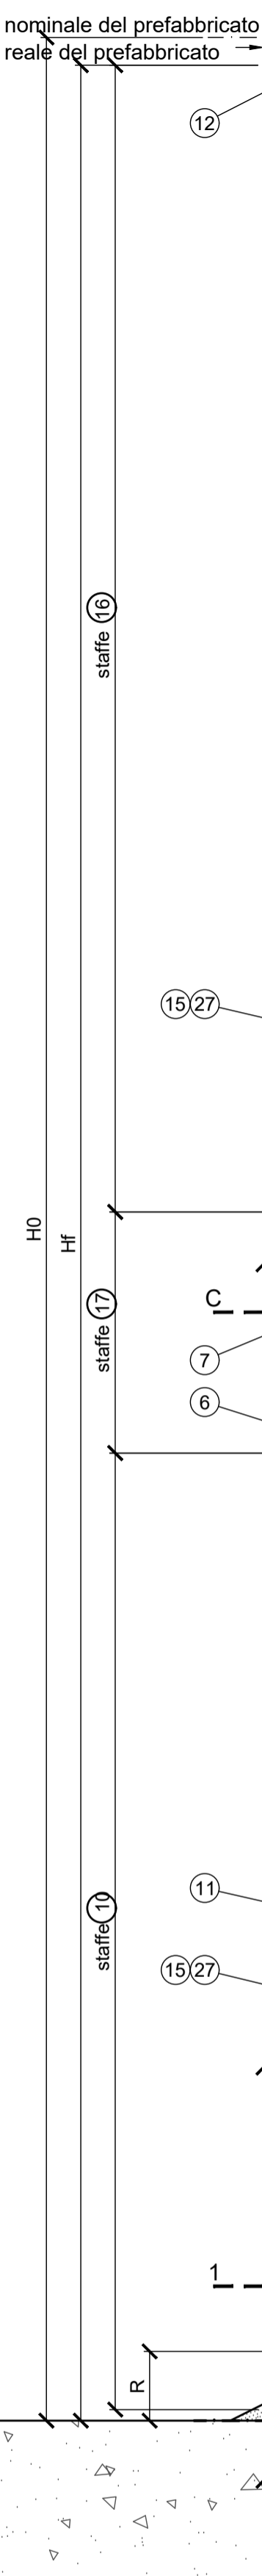 nominale del prefabbricato
reale del prefabbricato
12
staffe 16
15 27
H0
Hf
staffe 17
C
7
6
11
staffe 10
15 27
1
R